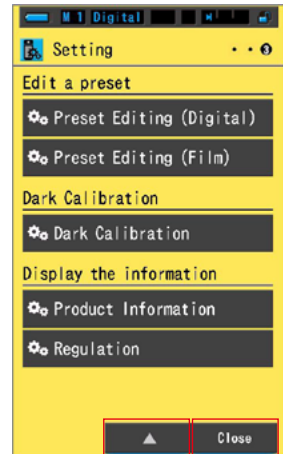 M 1 Digital M
Setting ・・❸
Edit a preset
Preset Editing (Digital)
Preset Editing (Film)
Dark Calibration
Dark Calibration
Display the information
Product Information
Regulation
▲ Close